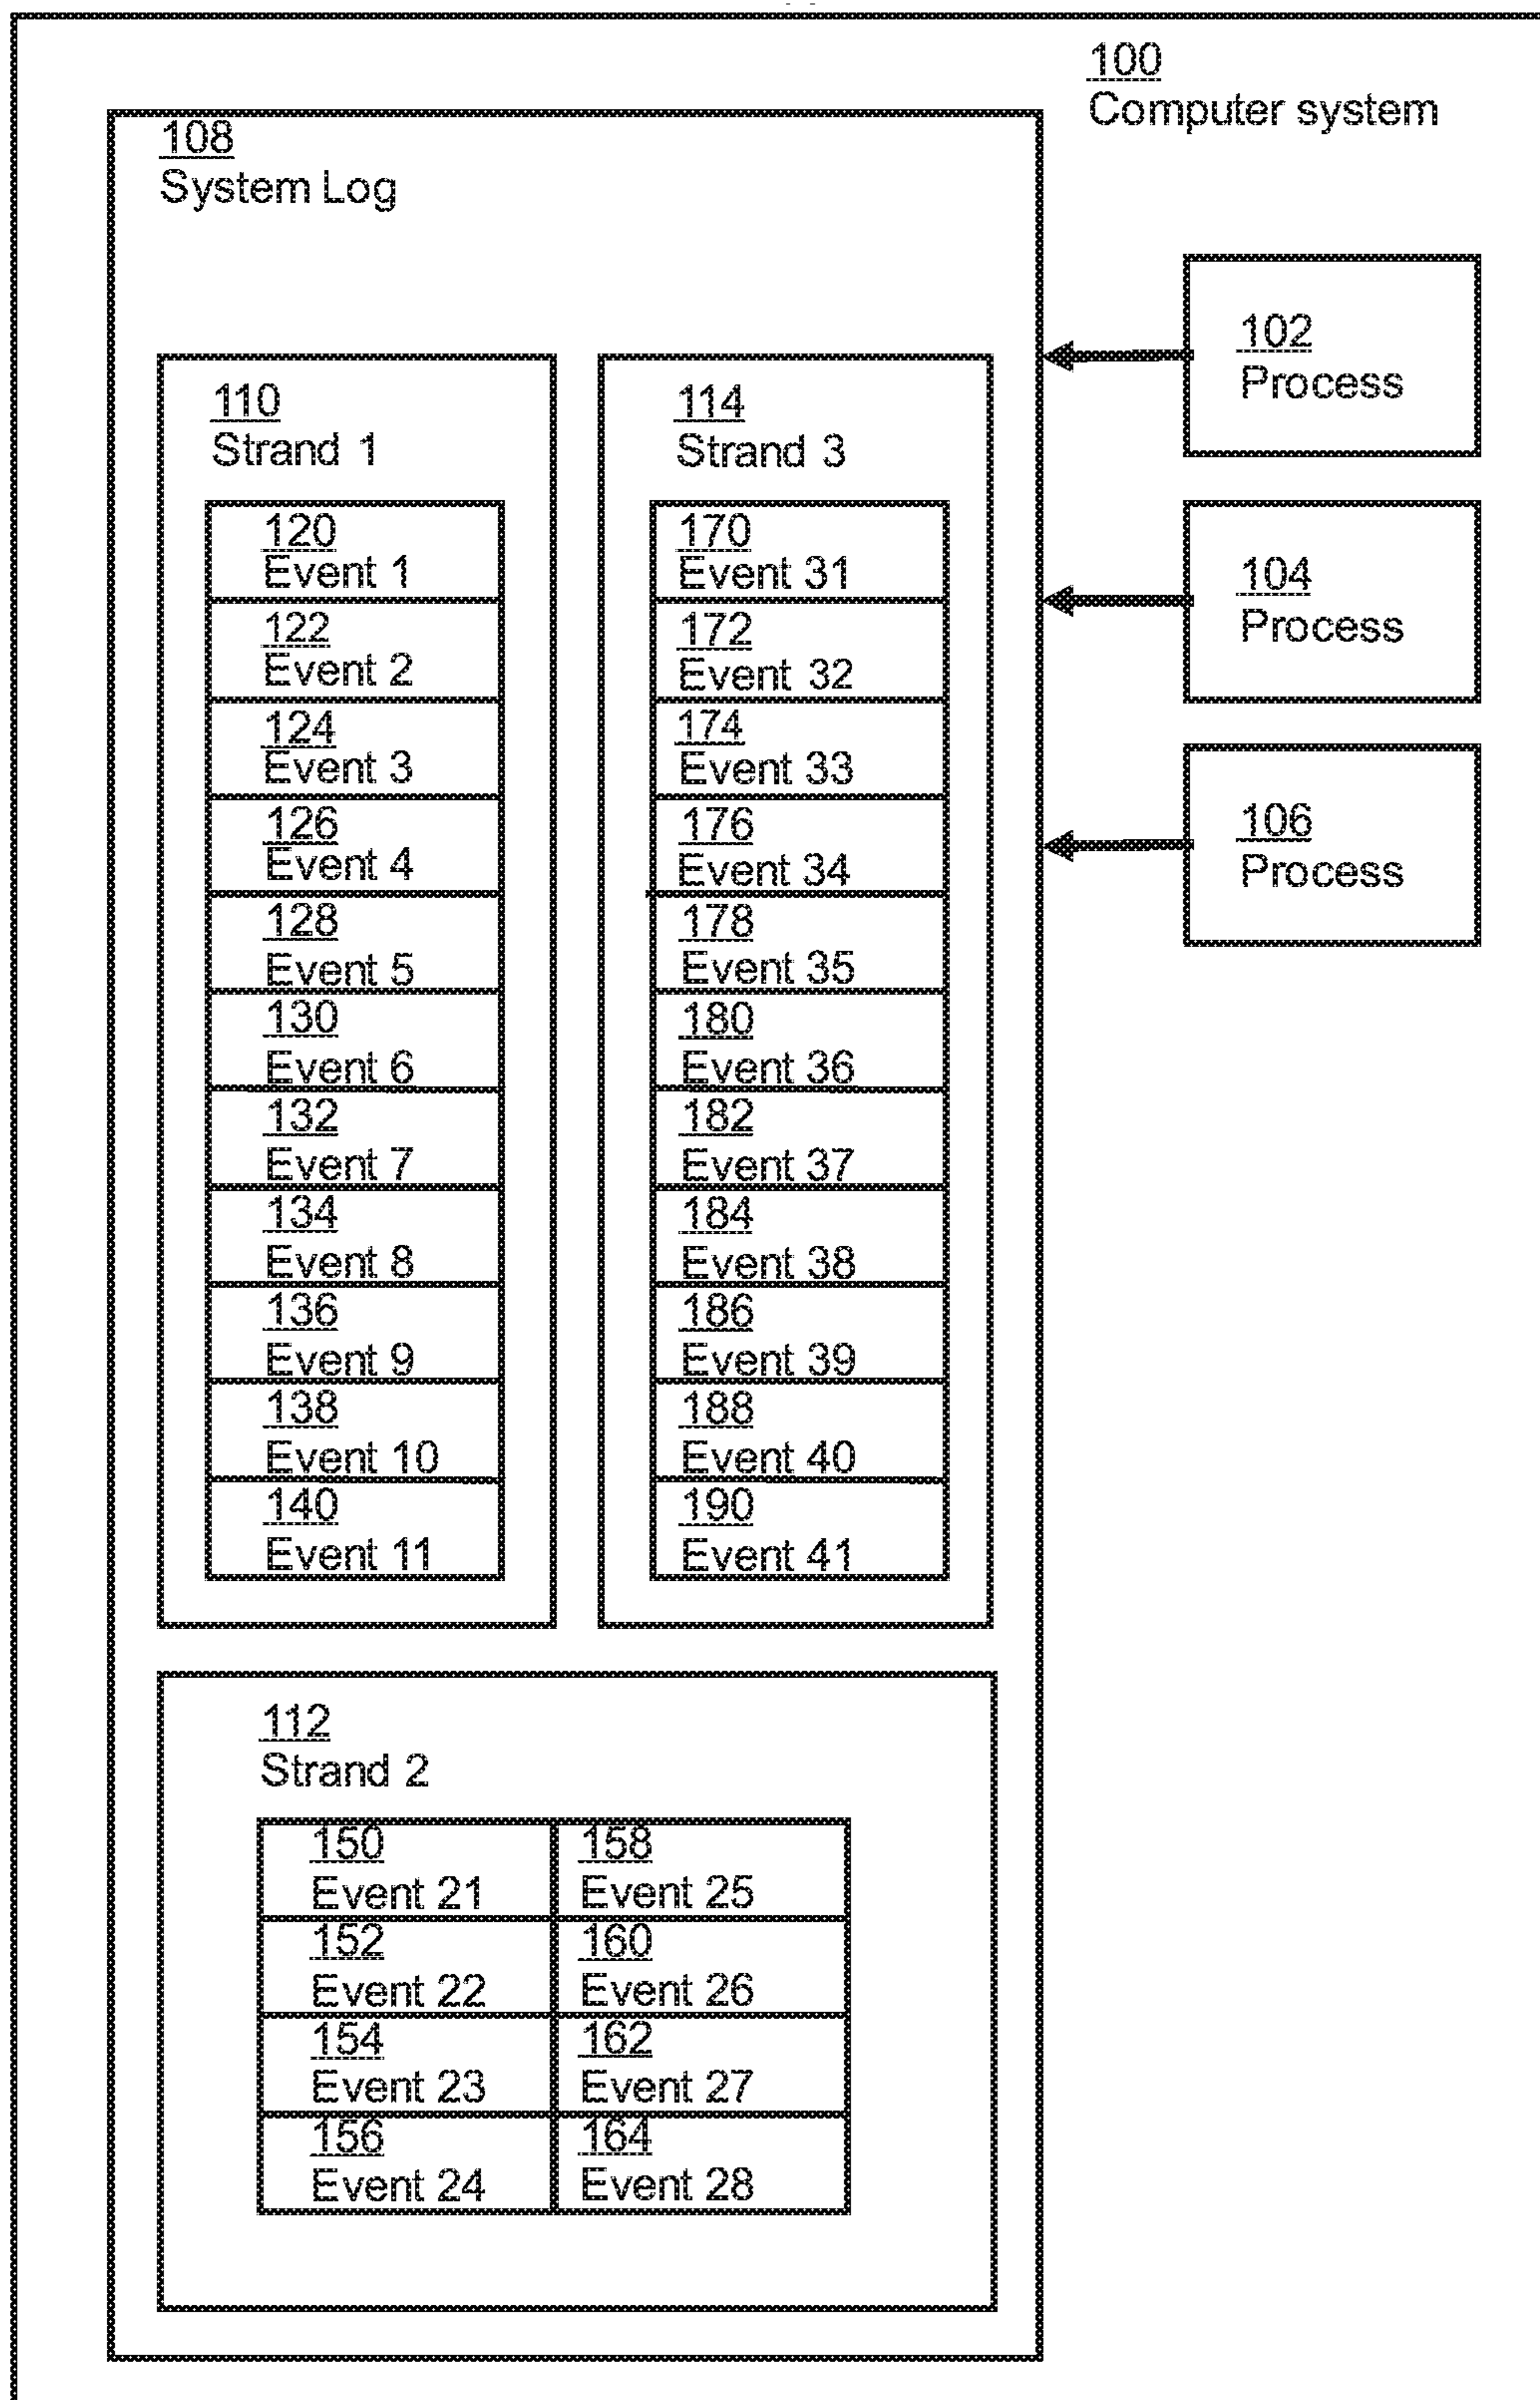 100
Computer system
108
System Log
102
Process
104
Process
106
Process
110
Strand 1
120
Event 1
122
Event 2
124
Event 3
126
Event 4
128
Event 5
130
Event 6
132
Event 7
134
Event 8
136
Event 9
138
Event 10
140
Event 11
114
Strand 3
170
Event 31
172
Event 32
174
Event 33
176
Event 34
178
Event 35
180
Event 36
182
Event 37
184
Event 38
186
Event 39
188
Event 40
190
Event 41
112
Strand 2
150
Event 21
152
Event 22
154
Event 23
156
Event 24
158
Event 25
160
Event 26
162
Event 27
164
Event 28